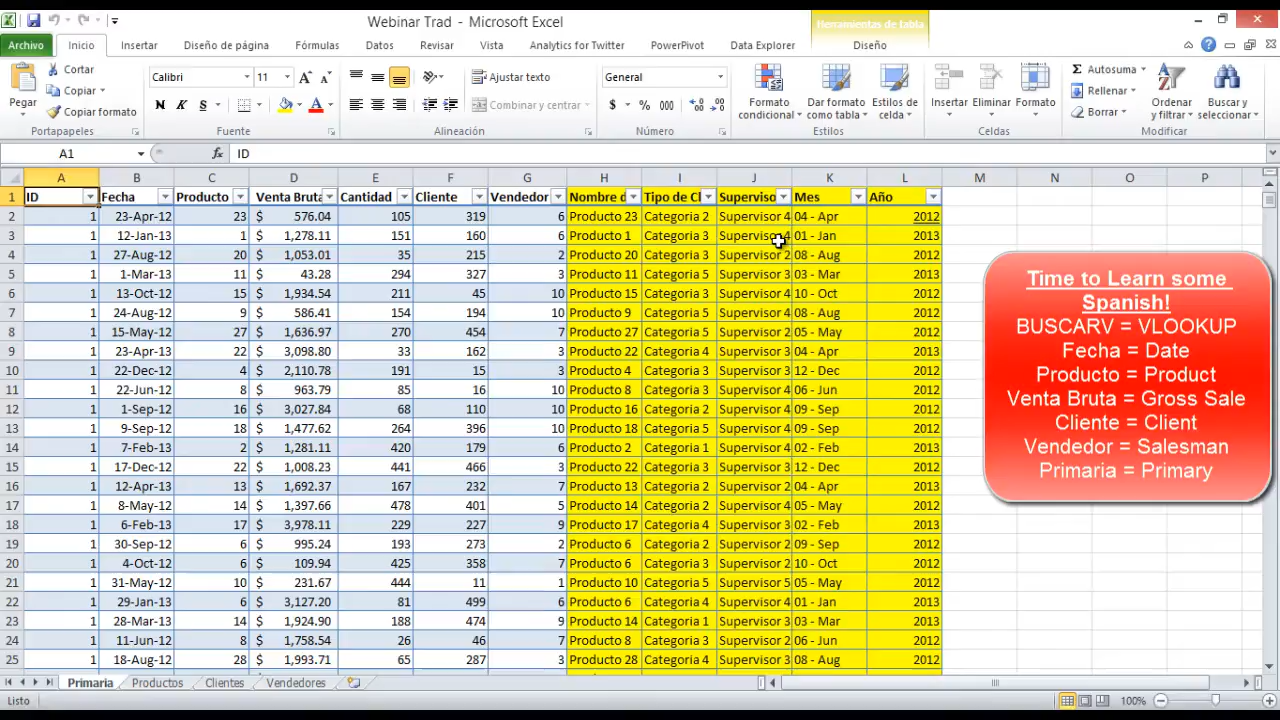 Webinar Trad - Microsoft Excel
Herramientas de tabla
Archivo Inicio Insertar Diseño de página Fórmulas Datos Revisar Vista Analytics for Twitter PowerPivot Data Explorer Diseño
Pegar
Cortar
Copiar
Copiar formato
Portapapeles
Calibri 11
N K S
Fuente
Ajustar texto
Combinar y centrar
Alineación
General
$ % 000
Número
Formato condicional
Dar formato como tabla
Estilos de celda
Estilos
Insertar Eliminar Formato
Celdas
Autosuma
Rellenar
Borrar
Ordenar y filtrar
Buscar y seleccionar
Modificar
A1 fx ID
A B C D E F G H I J K L M N O P
1 ID Fecha Producto Venta Bruta Cantidad Cliente Vendedor Nombre d Tipo de Cl Superviso Mes Año
2 1 23-Apr-12 23 $ 576.04 105 319 6 Producto 23 Categoria 2 Supervisor 4 04 - Apr 2012
3 1 12-Jan-13 1 $ 1,278.11 151 160 6 Producto 1 Categoria 3 Supervisor 4 01 - Jan 2013
4 1 27-Aug-12 20 $ 1,053.01 35 215 2 Producto 20 Categoria 3 Supervisor 2 08 - Aug 2012
5 1 1-Mar-13 11 $ 43.28 294 327 3 Producto 11 Categoria 5 Supervisor 3 03 - Mar 2013
6 1 13-Oct-12 15 $ 1,934.54 211 45 10 Producto 15 Categoria 3 Supervisor 4 10 - Oct 2012
7 1 24-Aug-12 9 $ 586.41 154 194 10 Producto 9 Categoria 5 Supervisor 4 08 - Aug 2012
8 1 15-May-12 27 $ 1,636.97 270 454 7 Producto 27 Categoria 5 Supervisor 2 05 - May 2012
9 1 23-Apr-13 22 $ 3,098.80 33 162 3 Producto 22 Categoria 4 Supervisor 3 04 - Apr 2013
10 1 22-Dec-12 4 $ 2,110.78 191 15 3 Producto 4 Categoria 3 Supervisor 3 12 - Dec 2012
11 1 22-Jun-12 8 $ 963.79 85 16 10 Producto 8 Categoria 3 Supervisor 4 06 - Jun 2012
12 1 1-Sep-12 16 $ 3,027.84 68 110 10 Producto 16 Categoria 2 Supervisor 4 09 - Sep 2012
13 1 9-Sep-12 18 $ 1,477.62 264 396 10 Producto 18 Categoria 5 Supervisor 4 09 - Sep 2012
14 1 7-Feb-13 2 $ 1,281.11 420 179 6 Producto 2 Categoria 1 Supervisor 4 02 - Feb 2013
15 1 17-Dec-12 22 $ 1,008.23 441 466 3 Producto 22 Categoria 3 Supervisor 3 12 - Dec 2012
16 1 12-Apr-13 13 $ 1,692.37 167 232 7 Producto 13 Categoria 2 Supervisor 2 04 - Apr 2013
17 1 8-May-12 14 $ 1,397.66 478 401 5 Producto 14 Categoria 2 Supervisor 4 05 - May 2012
18 1 6-Feb-13 17 $ 3,978.11 229 227 9 Producto 17 Categoria 4 Supervisor 3 02 - Feb 2013
19 1 30-Sep-12 6 $ 995.24 193 273 2 Producto 6 Categoria 2 Supervisor 2 09 - Sep 2012
20 1 4-Oct-12 6 $ 109.94 425 358 7 Producto 6 Categoria 3 Supervisor 2 10 - Oct 2012
21 1 31-May-12 10 $ 231.67 444 11 1 Producto 10 Categoria 5 Supervisor 5 05 - May 2012
22 1 29-Jan-13 6 $ 3,127.20 81 499 6 Producto 6 Categoria 4 Supervisor 4 01 - Jan 2013
23 1 28-Mar-13 14 $ 1,924.90 188 474 9 Producto 14 Categoria 1 Supervisor 3 03 - Mar 2013
24 1 11-Jun-12 8 $ 1,758.54 26 46 7 Producto 8 Categoria 3 Supervisor 2 06 - Jun 2012
25 1 18-Aug-12 28 $ 1,993.71 65 287 3 Producto 28 Categoria 4 Supervisor 3 08 - Aug 2012
Time to Learn some
Spanish!
BUSCARV = VLOOKUP
Fecha = Date
Producto = Product
Venta Bruta = Gross Sale
Cliente = Client
Vendedor = Salesman
Primaria = Primary
Primaria Productos Clientes Vendedores
Listo 100%